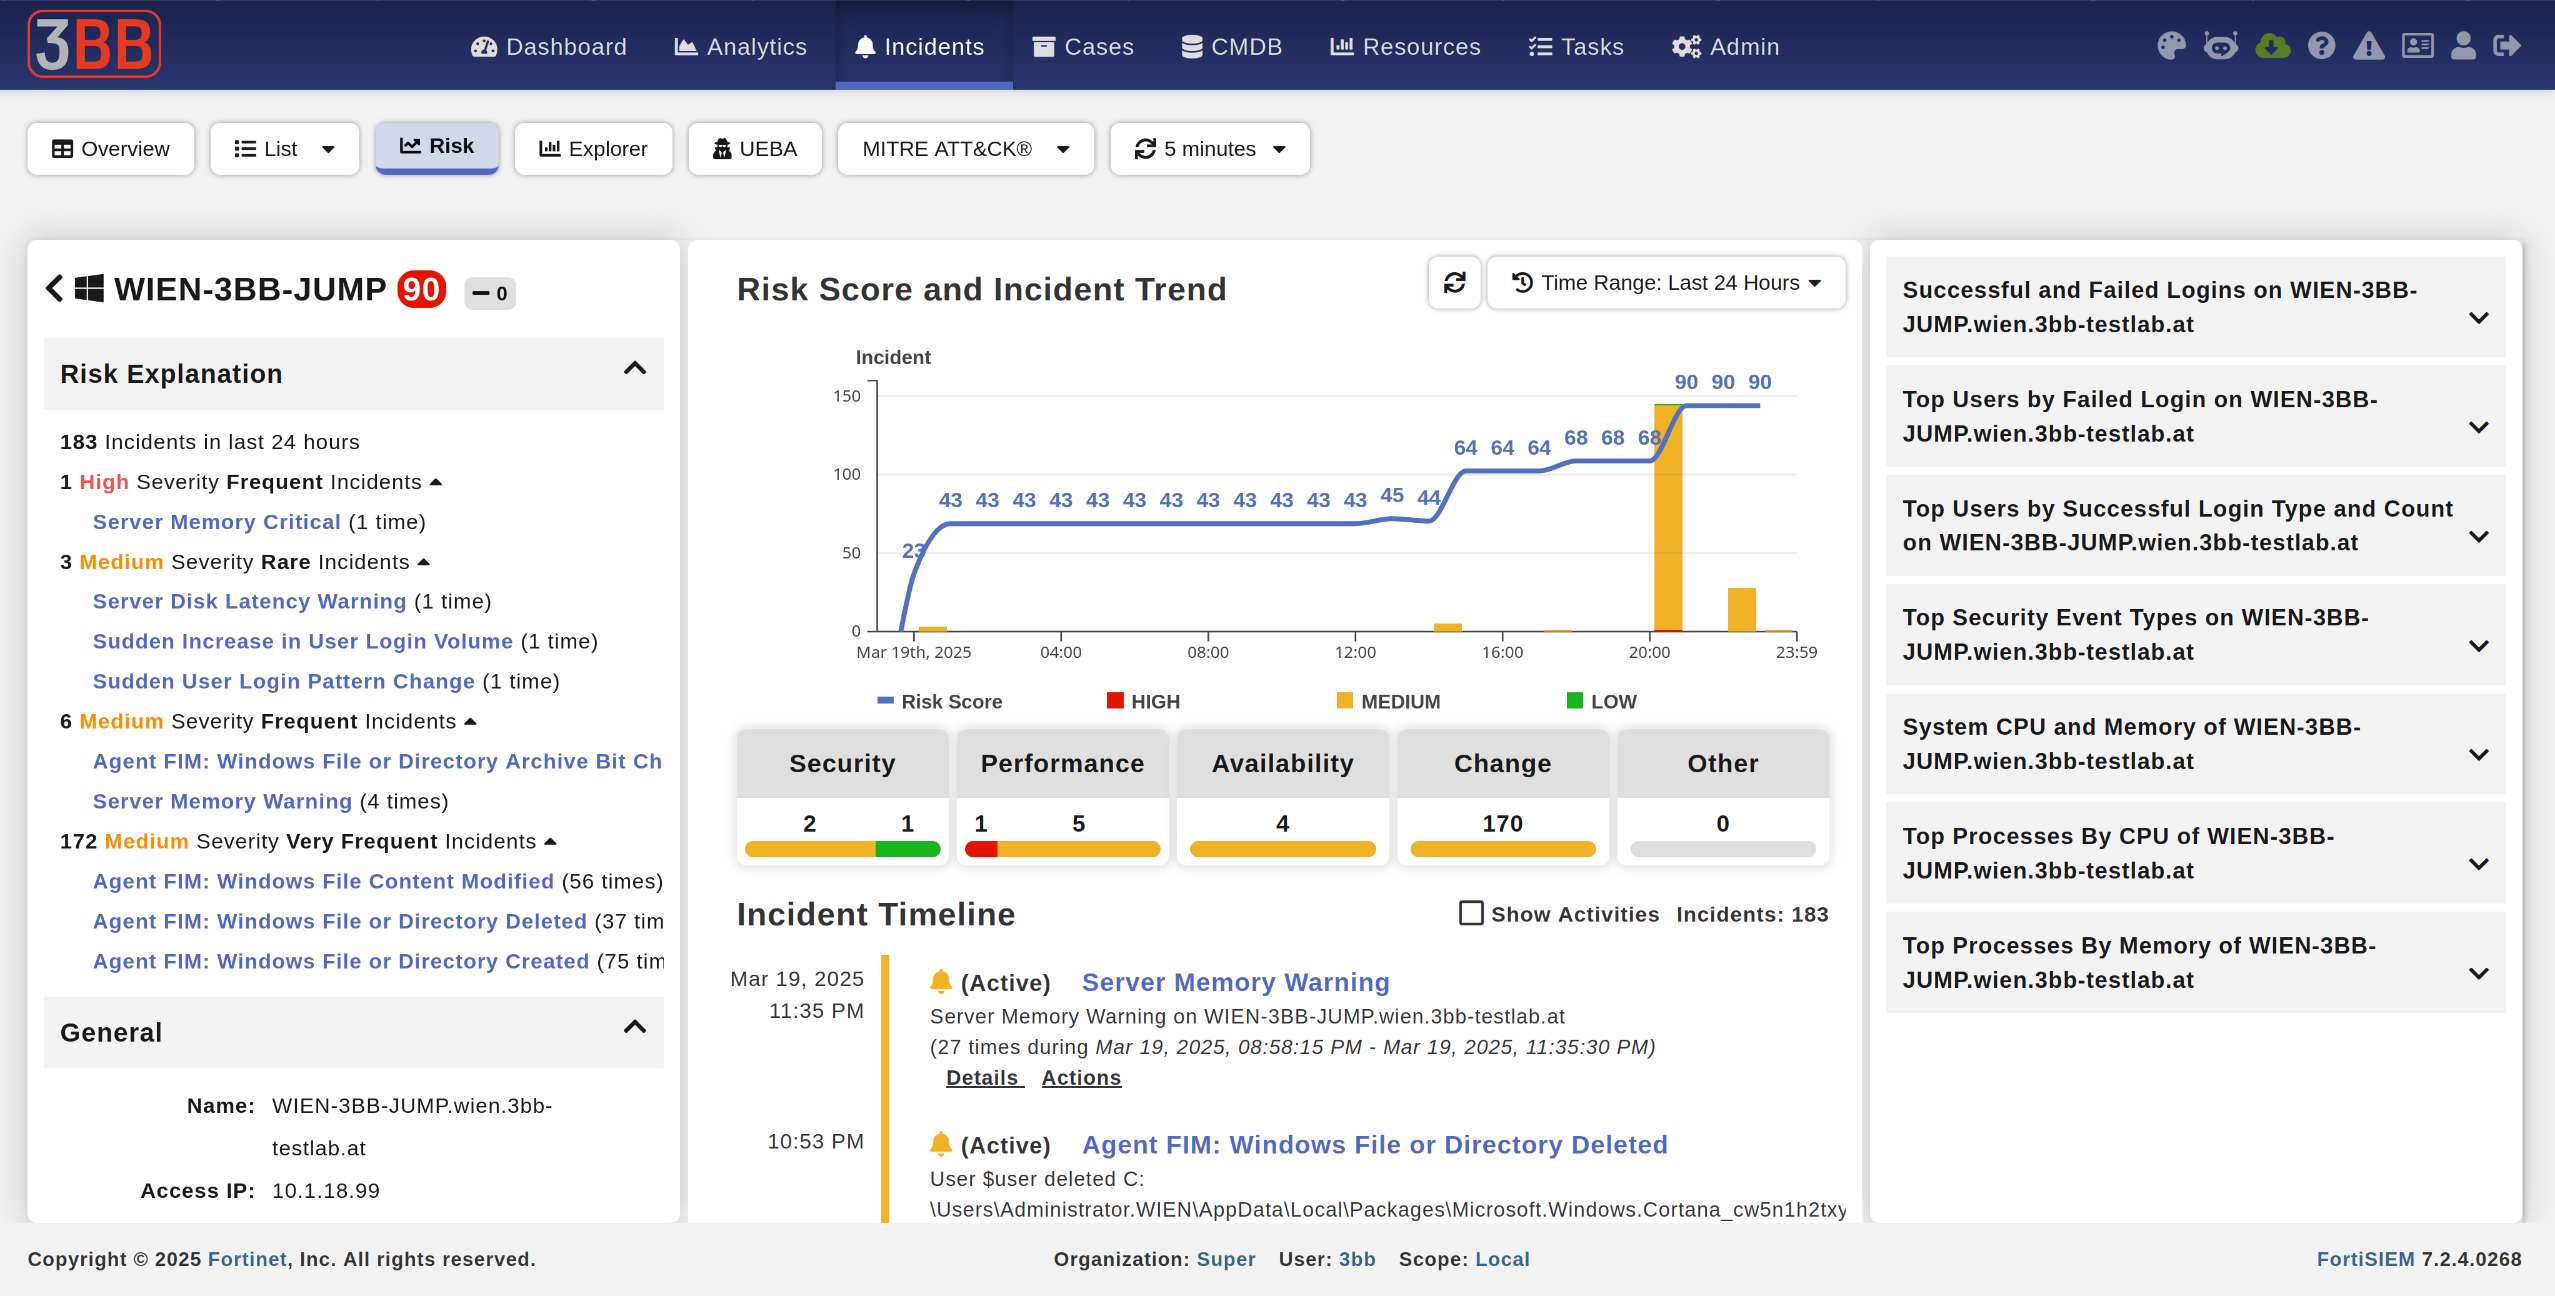 3BB
Dashboard Analytics Incidents Cases CMDB Resources Tasks Admin
Overview List Risk Explorer UEBA MITRE ATT&CK® 5 minutes
WIEN-3BB-JUMP 90 0
Risk Explanation
183 Incidents in last 24 hours
1 High Severity Frequent Incidents
Server Memory Critical (1 time)
3 Medium Severity Rare Incidents
Server Disk Latency Warning (1 time)
Sudden Increase in User Login Volume (1 time)
Sudden User Login Pattern Change (1 time)
6 Medium Severity Frequent Incidents
Agent FIM: Windows File or Directory Archive Bit Ch
Server Memory Warning (4 times)
172 Medium Severity Very Frequent Incidents
Agent FIM: Windows File Content Modified (56 times)
Agent FIM: Windows File or Directory Deleted (37 tim
Agent FIM: Windows File or Directory Created (75 tim
General
Name: WIEN-3BB-JUMP.wien.3bb-
testlab.at
Access IP: 10.1.18.99
Risk Score and Incident Trend
Time Range: Last 24 Hours
Incident
150
100
50
0
23 43 43 43 43 43 43 43 43 43 43 43 43 45 44 64 64 64 68 68 68 90 90 90
Mar 19th, 2025 04:00 08:00 12:00 16:00 20:00 23:59
Risk Score HIGH MEDIUM LOW
Security Performance Availability Change Other
2 1 1 5 4 170 0
Incident Timeline
Show Activities Incidents: 183
Mar 19, 2025
11:35 PM
(Active) Server Memory Warning
Server Memory Warning on WIEN-3BB-JUMP.wien.3bb-testlab.at
(27 times during Mar 19, 2025, 08:58:15 PM - Mar 19, 2025, 11:35:30 PM)
Details Actions
10:53 PM
(Active) Agent FIM: Windows File or Directory Deleted
User $user deleted C:
\Users\Administrator.WIEN\AppData\Local\Packages\Microsoft.Windows.Cortana_cw5n1h2txy
Successful and Failed Logins on WIEN-3BB-
JUMP.wien.3bb-testlab.at
Top Users by Failed Login on WIEN-3BB-
JUMP.wien.3bb-testlab.at
Top Users by Successful Login Type and Count
on WIEN-3BB-JUMP.wien.3bb-testlab.at
Top Security Event Types on WIEN-3BB-
JUMP.wien.3bb-testlab.at
System CPU and Memory of WIEN-3BB-
JUMP.wien.3bb-testlab.at
Top Processes By CPU of WIEN-3BB-
JUMP.wien.3bb-testlab.at
Top Processes By Memory of WIEN-3BB-
JUMP.wien.3bb-testlab.at
Copyright © 2025 Fortinet, Inc. All rights reserved.
Organization: Super User: 3bb Scope: Local
FortiSIEM 7.2.4.0268